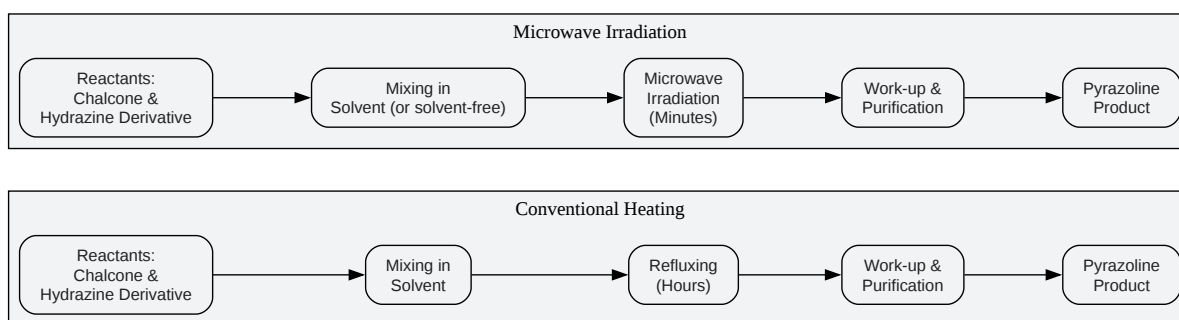 Microwave Irradiation
Reactants:
Chalcone &
Hydrazine Derivative
Mixing in
Solvent (or solvent-free)
Microwave
Irradiation
(Minutes)
Work-up &
Purification
Pyrazoline
Product
Conventional Heating
Reactants:
Chalcone &
Hydrazine Derivative
Mixing in
Solvent
Refluxing
(Hours)
Work-up &
Purification
Pyrazoline
Product